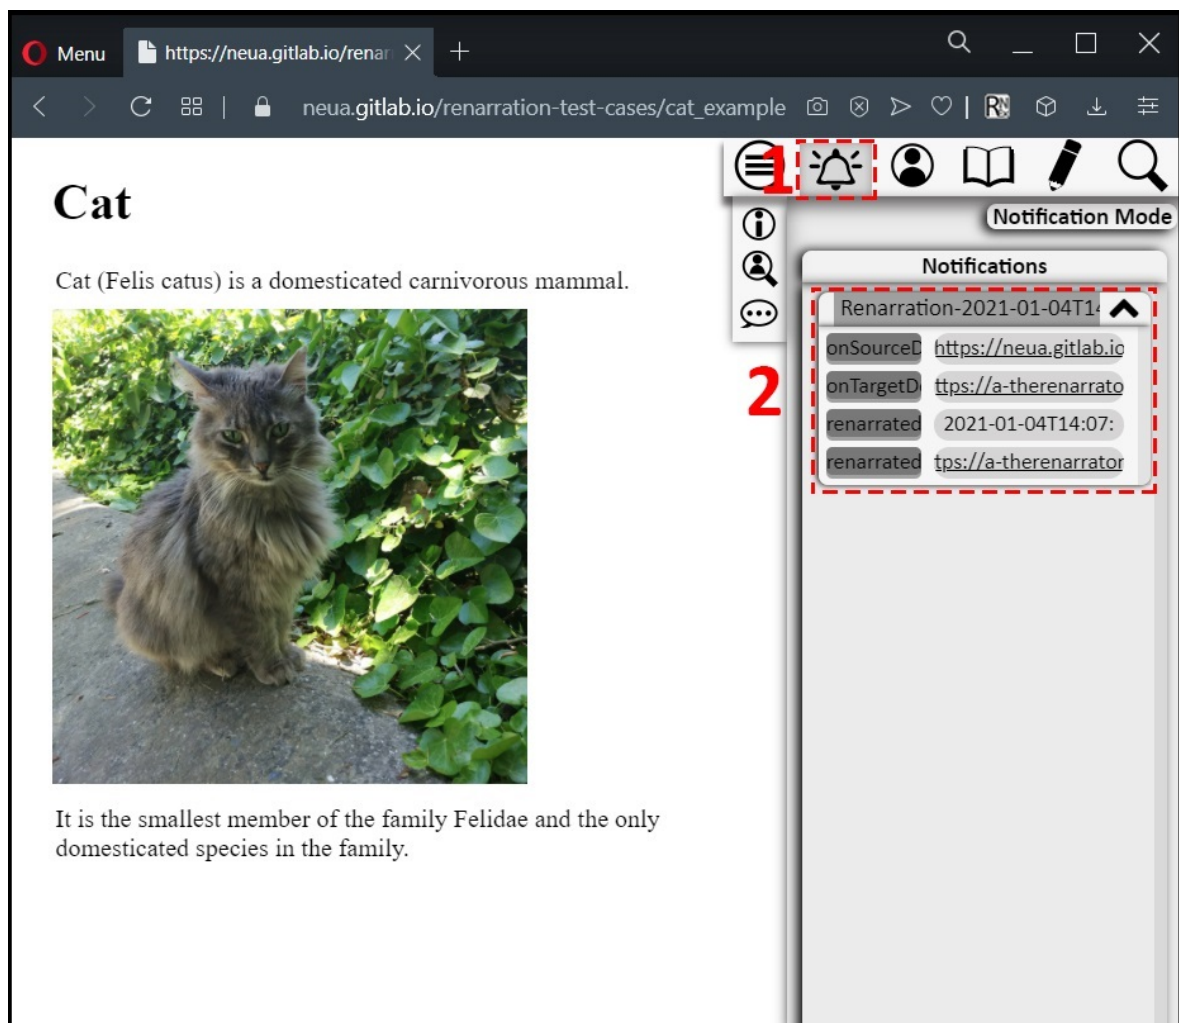 Menu
https://neua.gitlab.io/renar
neua.gitlab.io/renarration-test-cases/cat_example
RN
1
Notification Mode
Cat
Notifications
Cat (Felis catus) is a domesticated carnivorous mammal.
Renarration-2021-01-04T14
onSourceD https://neua.gitlab.io
onTargetD ttps://a-therenarrato
renarrated 2021-01-04T14:07:
renarrated tps://a-therenarrator
2
It is the smallest member of the family Felidae and the only
domesticated species in the family.